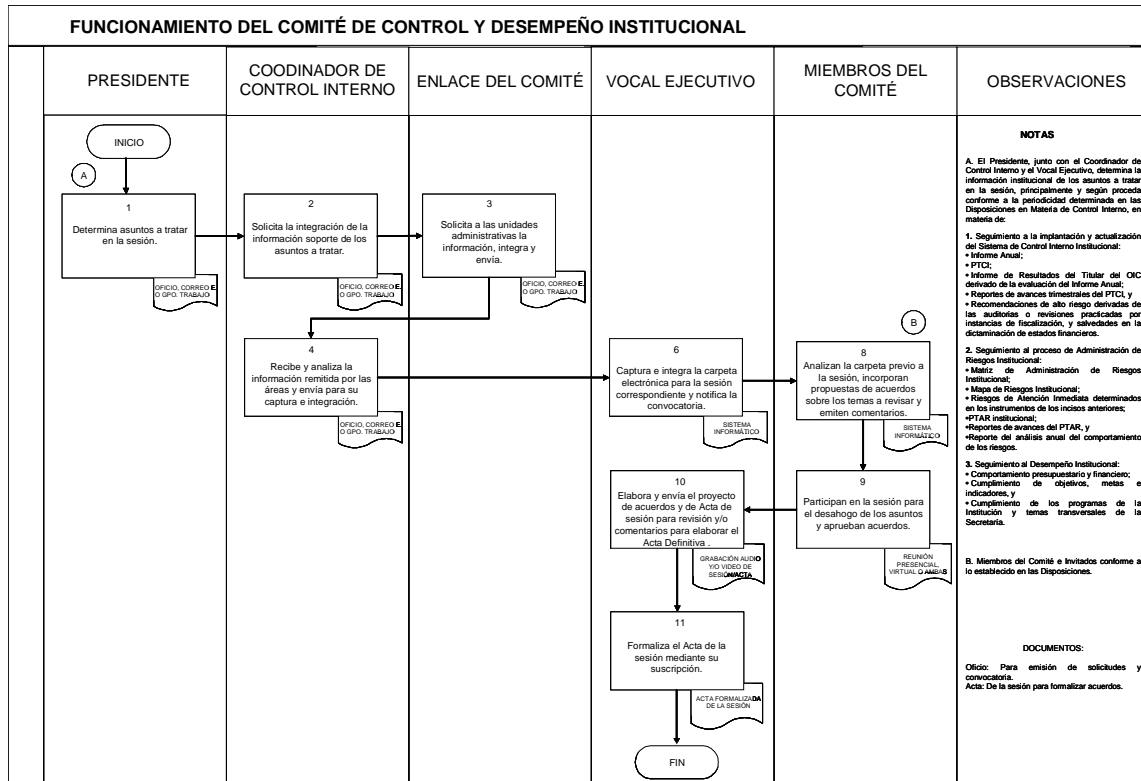 FUNCIONAMIENTO DEL COMITÉ DE CONTROL Y DESEMPEÑO INSTITUCIONAL
PRESIDENTE
COODINADOR DE
CONTROL INTERNO
ENLACE DEL COMITÉ
VOCAL EJECUTIVO
MIEMBROS DEL
COMITÉ
OBSERVACIONES
INICIO
A
1
Determina asuntos a tratar
en la sesión.
OFICIO, CORREO E.
O GPO. TRABAJO
2
Solicita la integración de la
información soporte de los
asuntos a tratar.
OFICIO, CORREO E.
O GPO. TRABAJO
3
Solicita a las unidades
administrativas la
información, integra y
envía.
OFICIO, CORREO E.
O GPO. TRABAJO
4
Recibe y analiza la
información remitida por las
áreas y envía para su
captura e integración.
OFICIO, CORREO E.
O GPO. TRABAJO
6
Captura e integra la carpeta
electrónica para la sesión
correspondiente y notifica la
convocatoria.
SISTEMA
INFORMÁTICO
B
8
Analizan la carpeta previo a
la sesión, incorporan
propuestas de acuerdos
sobre los temas a revisar y
emiten comentarios.
SISTEMA
INFORMÁTICO
9
Participan en la sesión para
el desahogo de los asuntos
y aprueban acuerdos.
REUNIÓN
PRESENCIAL,
VIRTUAL O AMBAS
10
Elabora y envía el proyecto
de acuerdos y de Acta de
sesión para revisión y/o
comentarios para elaborar el
Acta Definitiva .
GRABACIÓN AUDIO
Y/O VIDEO DE
SESIÓN/ACTA
11
Formaliza el Acta de la
sesión mediante su
suscripción.
ACTA FORMALIZADA
DE LA SESIÓN
FIN
NOTAS
A. El Presidente, junto con el Coordinador de
Control Interno y el Vocal Ejecutivo, determina la
información institucional de los asuntos a tratar
en la sesión, principalmente y según proceda
conforme a la periodicidad determinada en las
Disposiciones en Materia de Control Interno, en
materia de:
1. Seguimiento a la implantación y actualización
del Sistema de Control Interno Institucional:
• Informe Anual;
• PTCI;
• Informe de Resultados del Titular del OIC
derivado de la evaluación del Informe Anual;
• Reportes de avances trimestrales del PTCI, y
• Recomendaciones de alto riesgo derivadas de
las auditorias o revisiones practicadas por
instancias de fiscalización, y salvedades en la
dictaminación de estados financieros.
2. Seguimiento al proceso de Administración de
Riesgos Institucional:
• Matriz de Administración de Riesgos
Institucional;
• Mapa de Riesgos Institucional;
• Riesgos de Atención Inmediata determinados
en los instrumentos de los incisos anteriores;
•PTAR institucional;
•Reportes de avances del PTAR, y
•Reporte del análisis anual del comportamiento
de los riesgos.
3. Seguimiento al Desempeño Institucional:
• Comportamiento presupuestario y financiero;
• Cumplimiento de objetivos, metas e
indicadores, y
• Cumplimiento de los programas de la
Institución y temas transversales de la
Secretaría.
B. Miembros del Comité e Invitados conforme a
lo establecido en las Disposiciones.
DOCUMENTOS:
Oficio: Para emisión de solicitudes y
convocatoria.
Acta: De la sesión para formalizar acuerdos.